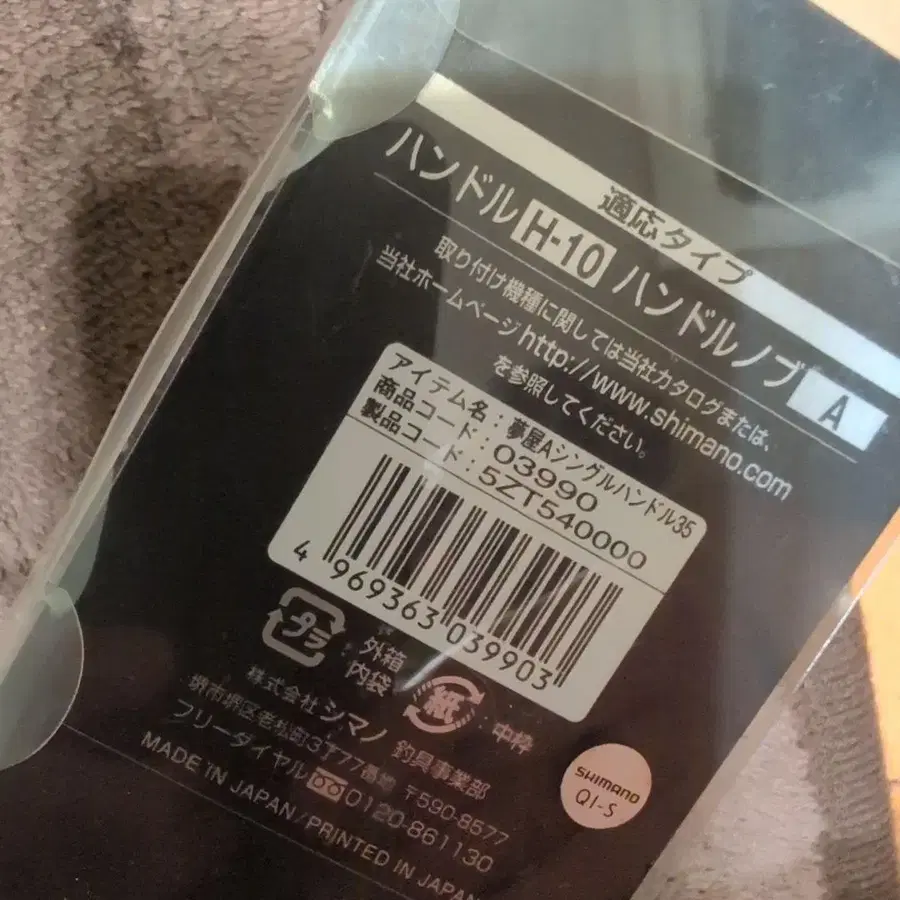 適応タイプ
ハンドル H-10 ハンドルノブ A
取り付け機種に関しては当社カタログまたは、
当社ホームページhttp://www.shimano.com
を参照してください。
アイテム名：夢屋Aシングルハンドル35
商品コード：03990
製品コード：5ZT540000
4 969363 039903
プラ 外箱 内袋 紙 中枠
株式会社シマノ 釣具事業部
堺市堺区老松町3丁77番地 〒590-8577
フリーダイヤル 0120-861130
MADE IN JAPAN/PRINTED IN JAPAN
SHIMANO
QI-S